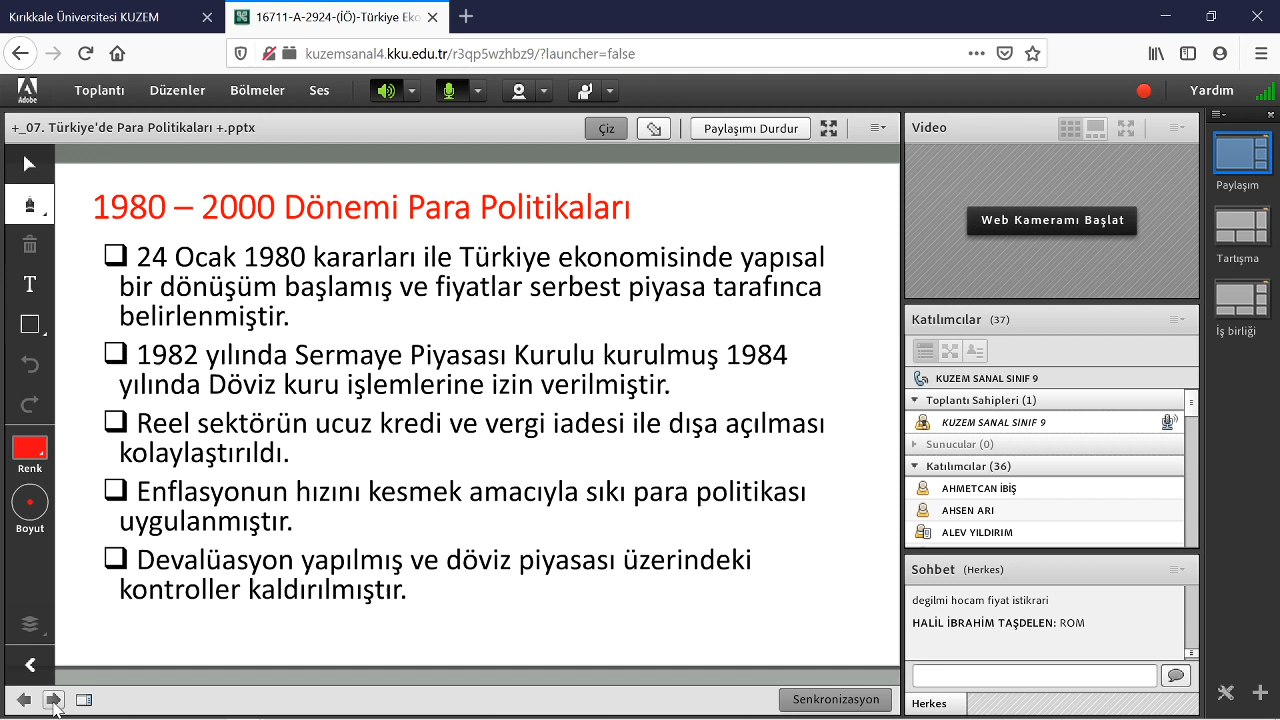 Kırıkkale Üniversitesi KUZEM
16711-A-2924-(İÖ)-Türkiye Eko
kuzemsanal4.kku.edu.tr/r3qp5wzhbz9/?launcher=false
Adobe
Toplantı
Düzenler
Bölmeler
Ses
Yardım
+_07. Türkiye'de Para Politikaları +.pptx
Çiz
Paylaşımı Durdur
1980 – 2000 Dönemi Para Politikaları
24 Ocak 1980 kararları ile Türkiye ekonomisinde yapısal
bir dönüşüm başlamış ve fiyatlar serbest piyasa tarafınca
belirlenmiştir.
1982 yılında Sermaye Piyasası Kurulu kurulmuş 1984
yılında Döviz kuru işlemlerine izin verilmiştir.
Reel sektörün ucuz kredi ve vergi iadesi ile dışa açılması
kolaylaştırıldı.
Enflasyonun hızını kesmek amacıyla sıkı para politikası
uygulanmıştır.
Devalüasyon yapılmış ve döviz piyasası üzerindeki
kontroller kaldırılmıştır.
T
Renk
Boyut
Senkronizasyon
Video
Web Kameramı Başlat
Katılımcılar (37)
KUZEM SANAL SINIF 9
Toplantı Sahipleri (1)
KUZEM SANAL SINIF 9
Sunucular (0)
Katılımcılar (36)
AHMETCAN İBİŞ
AHSEN ARI
ALEV YILDIRIM
Sohbet (Herkes)
degilmi hocam fiyat istikrari
HALİL İBRAHİM TAŞDELEN: ROM
Herkes
Paylaşım
Tartışma
İş birliği